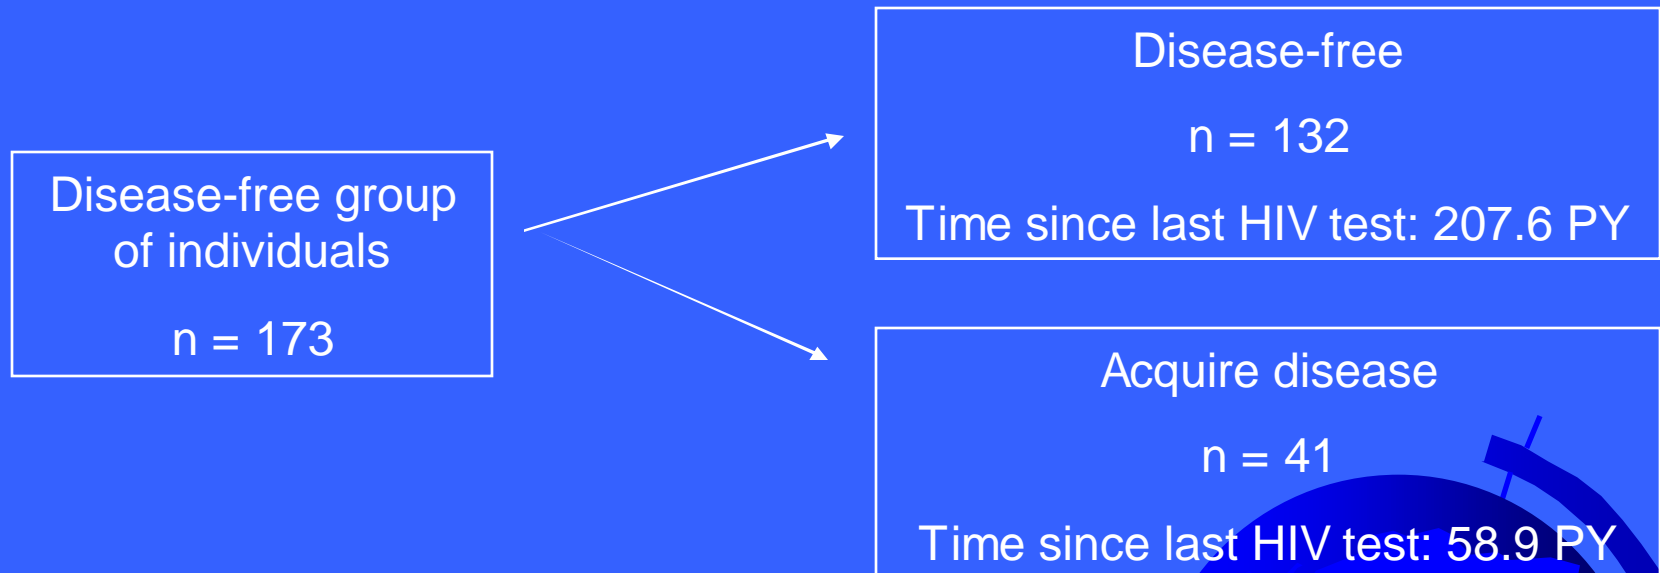 Disease-free group
of individuals
n = 173
Disease-free
n = 132
Time since last HIV test: 207.6 PY
Acquire disease
n = 41
Time since last HIV test: 58.9 PY